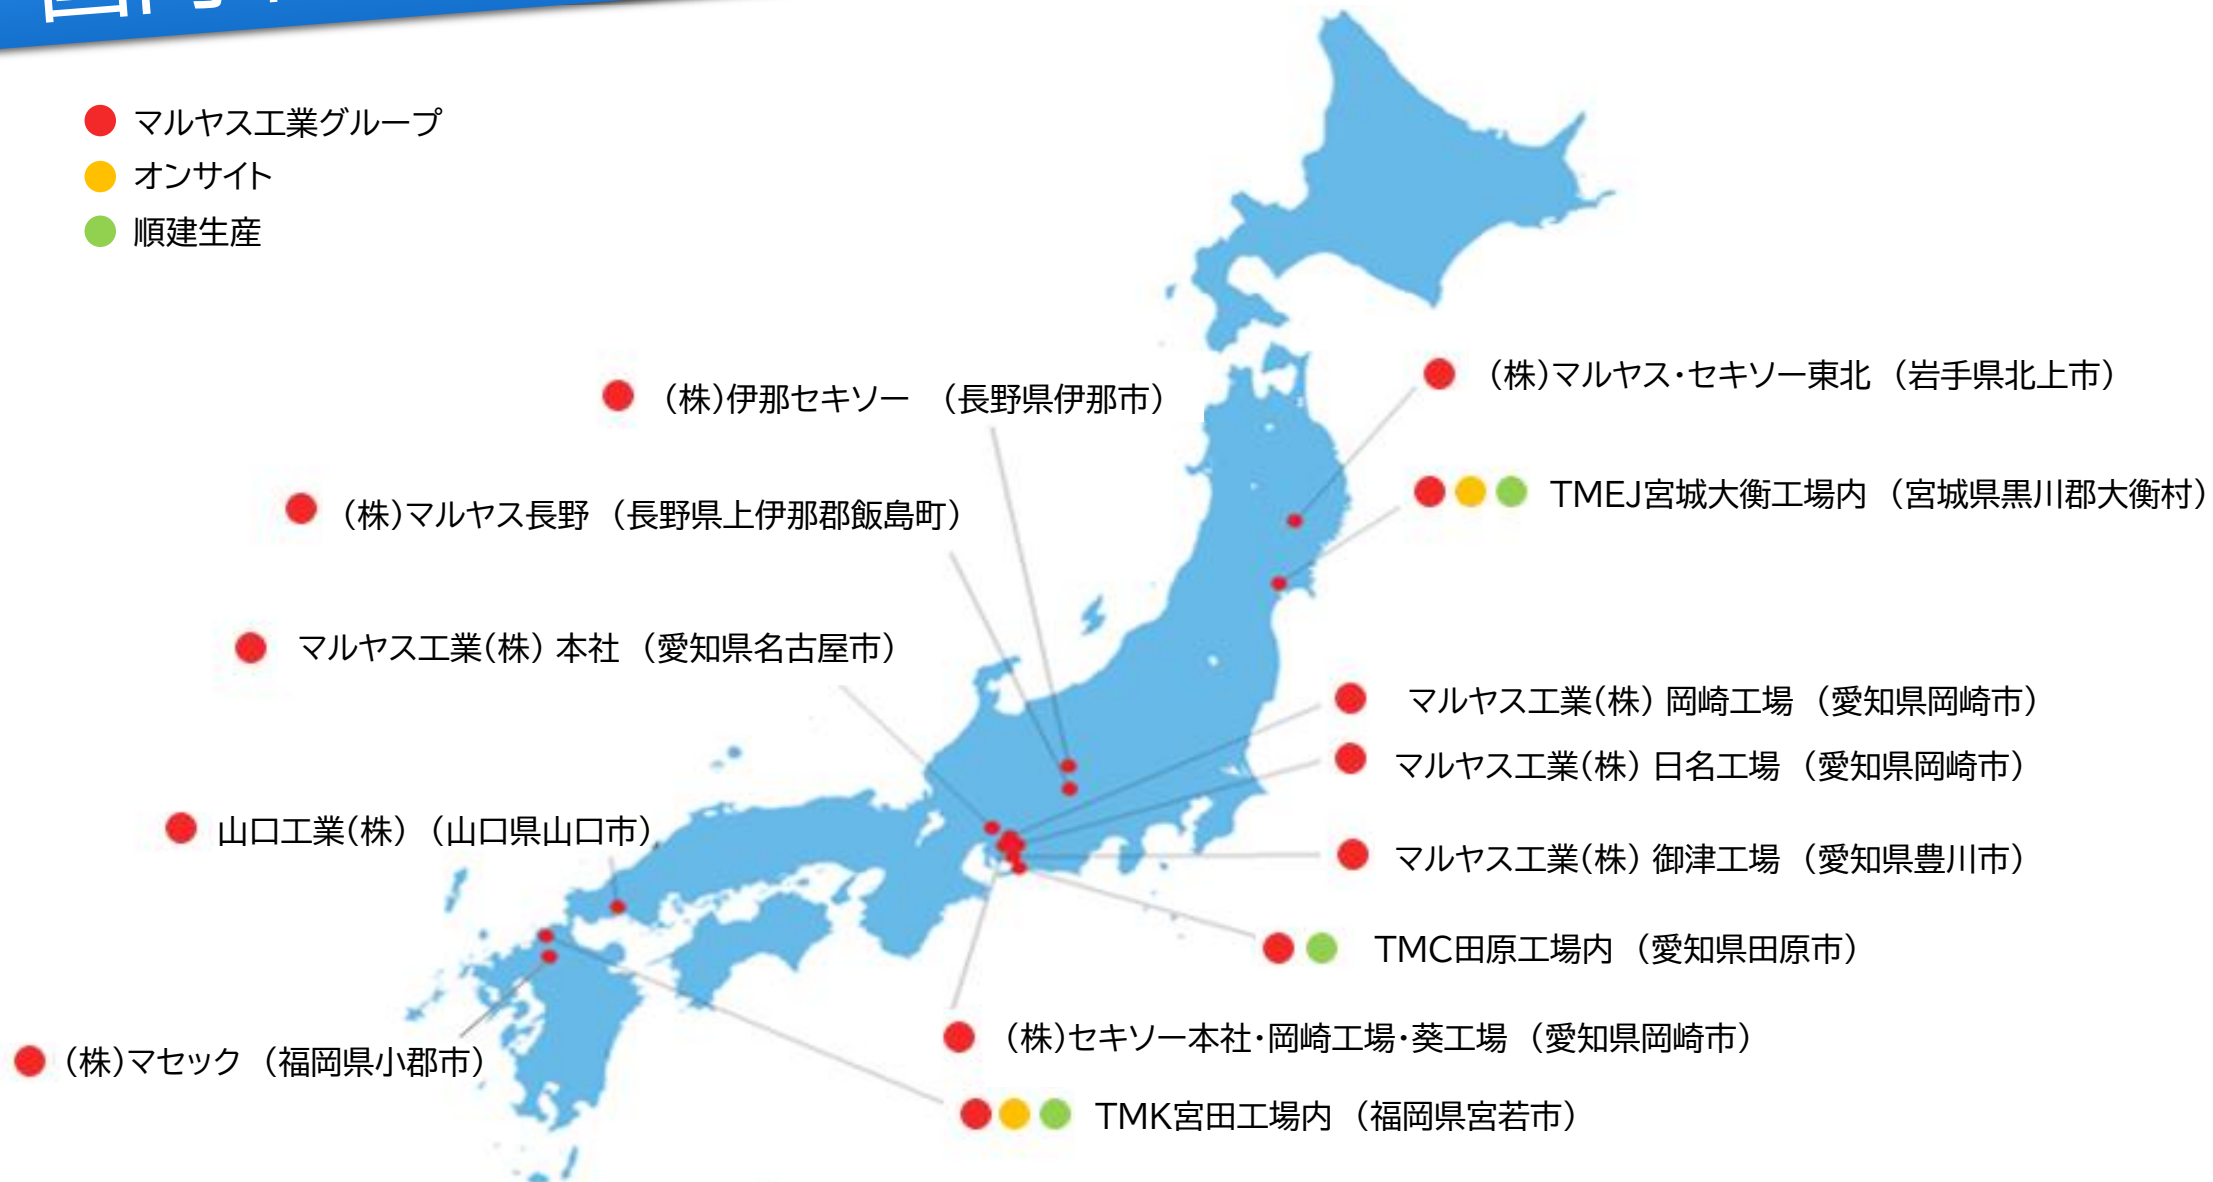 マルヤス工業グループ
オンサイト
順建生産
(株)伊那セキソー （長野県伊那市）
(株)マルヤス・セキソー東北 （岩手県北上市）
(株)マルヤス長野 （長野県上伊那郡飯島町）
TMEJ宮城大衡工場内 （宮城県黒川郡大衡村）
マルヤス工業(株) 本社 （愛知県名古屋市）
マルヤス工業(株) 岡崎工場 （愛知県岡崎市）
マルヤス工業(株) 日名工場 （愛知県岡崎市）
山口工業(株) （山口県山口市）
マルヤス工業(株) 御津工場 （愛知県豊川市）
TMC田原工場内 （愛知県田原市）
(株)セキソー本社・岡崎工場・葵工場 （愛知県岡崎市）
(株)マセック （福岡県小郡市）
TMK宮田工場内 （福岡県宮若市）